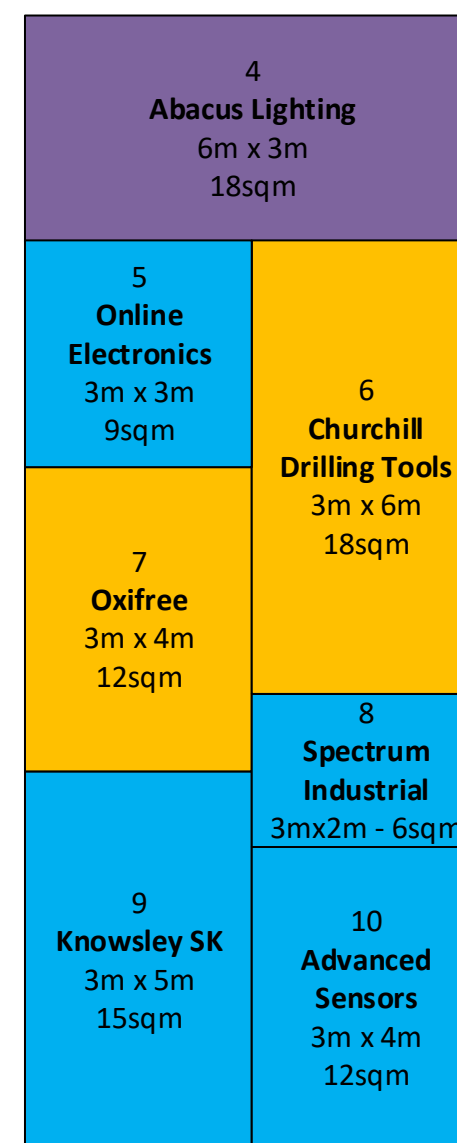 4
Abacus Lighting
6m x 3m
18sqm
5
Online
Electronics
3m x 3m
9sqm
6
Churchill
Drilling Tools
3m x 6m
18sqm
7
Oxifree
3m x 4m
12sqm
8
Spectrum
Industrial
3mx2m - 6sqm
9
Knowsley SK
3m x 5m
15sqm
10
Advanced
Sensors
3m x 4m
12sqm